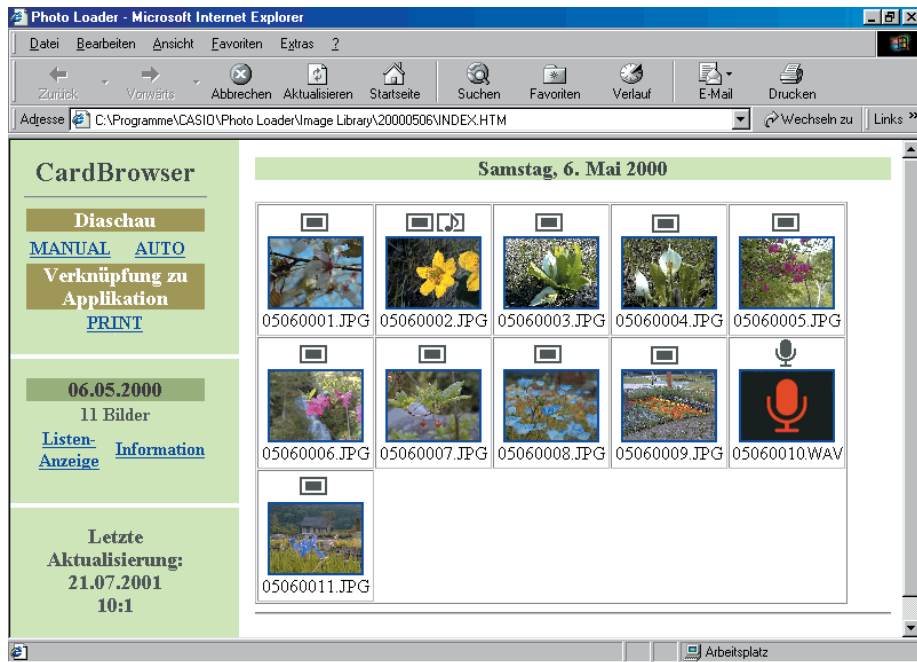 Photo Loader - Microsoft Internet Explorer
Datei Bearbeiten Ansicht Favoriten Extras ?
Zurück Vorwärts Abbrechen Aktualisieren Startseite Suchen Favoriten Verlauf E-Mail Drucken
Adresse C:\Programme\CASIO\Photo Loader\Image Library\20000506\INDEX.HTM Wechseln zu Links »
CardBrowser
Diaschau
MANUAL AUTO
Verknüpfung zu
Applikation
PRINT
06.05.2000
11 Bilder
Listen-
Anzeige
Information
Letzte
Aktualisierung:
21.07.2001
10:1
Samstag, 6. Mai 2000
05060001.JPG 05060002.JPG 05060003.JPG 05060004.JPG 05060005.JPG
05060006.JPG 05060007.JPG 05060008.JPG 05060009.JPG 05060010.WAV
05060011.JPG
Arbeitsplatz